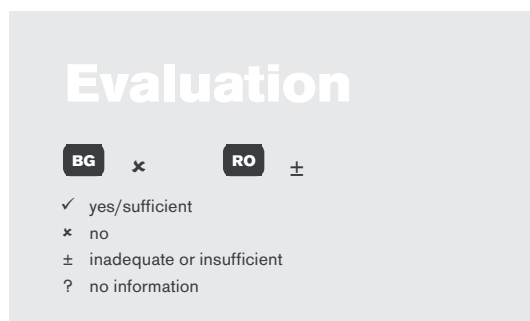 Evaluation
BG × RO ±
✓ yes/sufficient
× no
± inadequate or insufficient
? no information